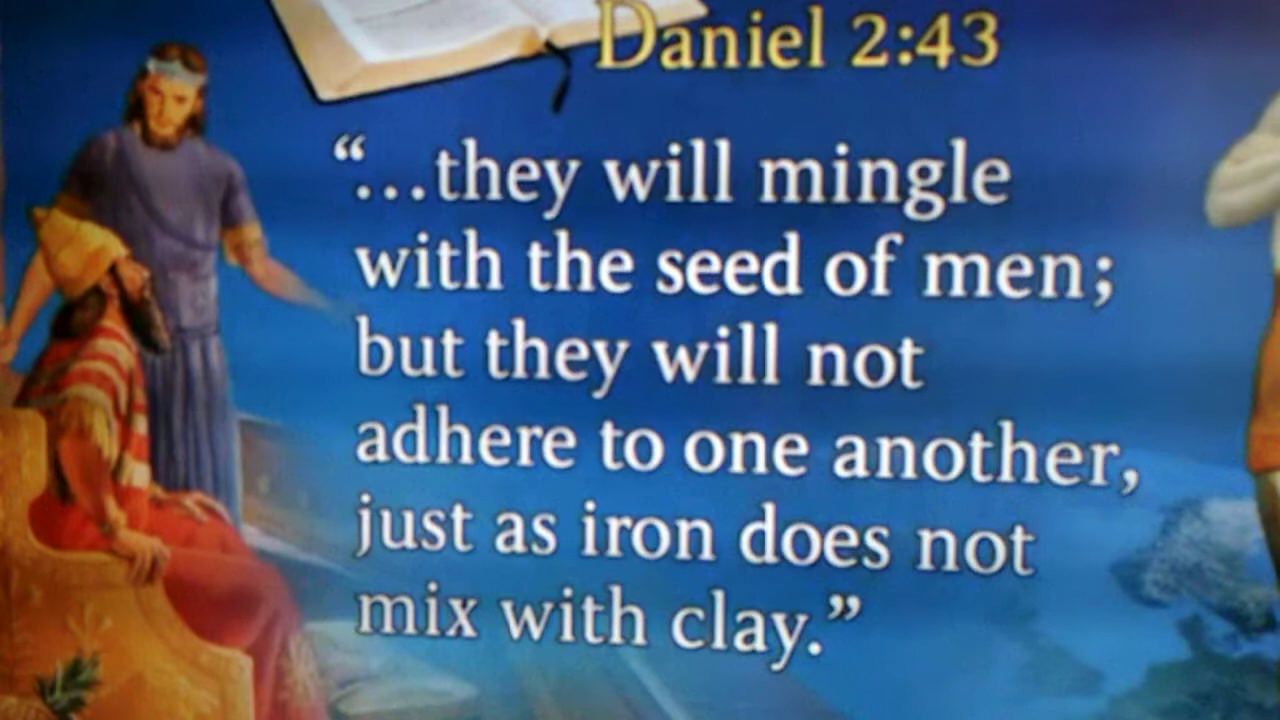 Daniel 2:43
“...they will mingle
with the seed of men;
but they will not
adhere to one another,
just as iron does not
mix with clay.”